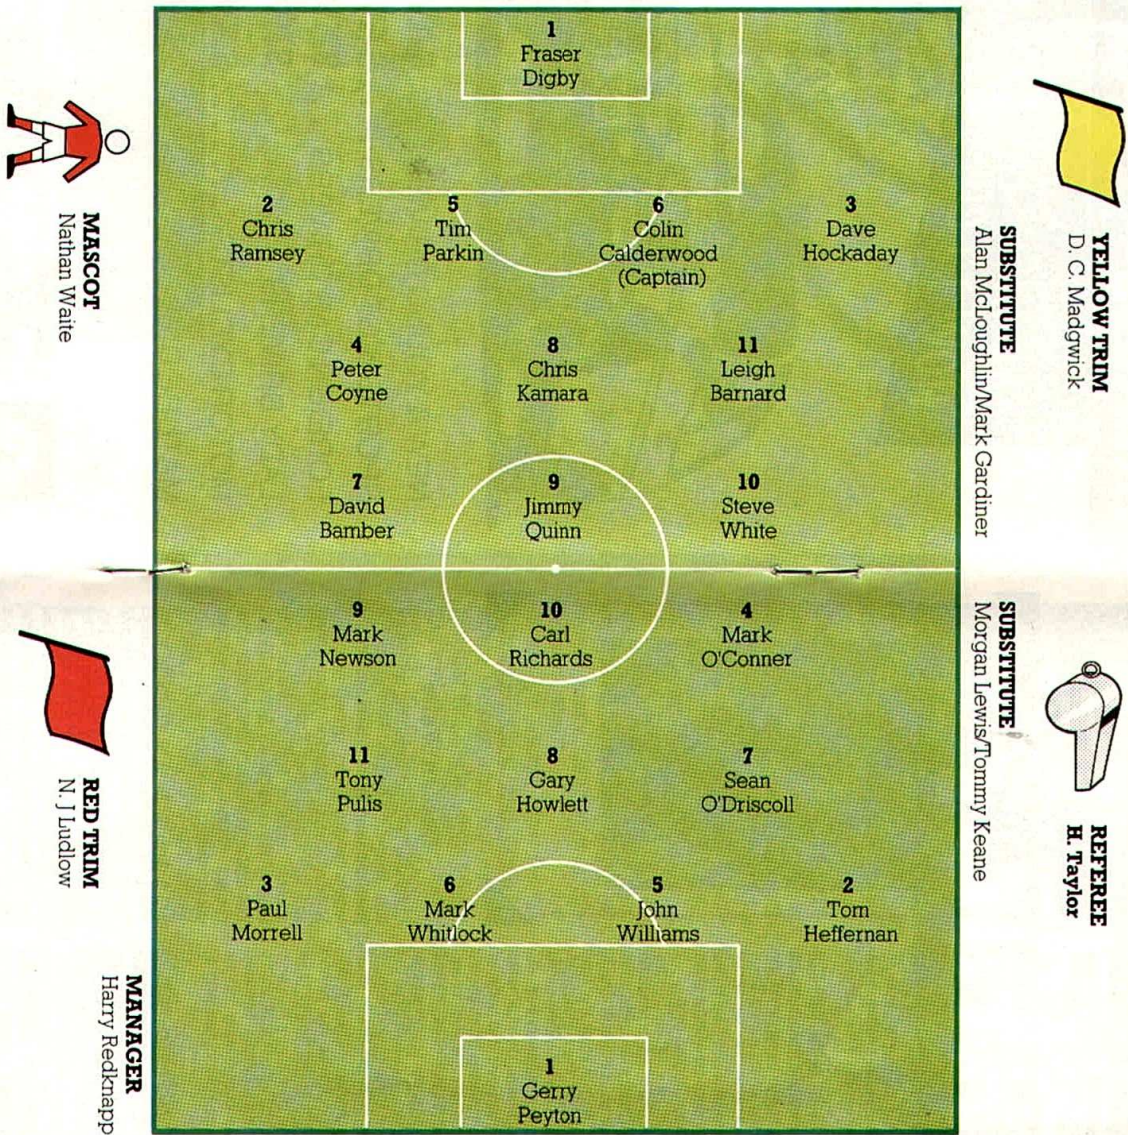 1
Fraser
Digby
2
Chris
Ramsey
5
Tim
Parkin
6
Colin
Calderwood
(Captain)
3
Dave
Hockaday
4
Peter
Coyne
8
Chris
Kamara
11
Leigh
Barnard
7
David
Bamber
9
Jimmy
Quinn
10
Steve
White
9
Mark
Newson
10
Carl
Richards
4
Mark
O'Conner
11
Tony
Pulis
8
Gary
Howlett
7
Sean
O'Driscoll
3
Paul
Morrell
6
Mark
Whitlock
5
John
Williams
2
Tom
Heffernan
1
Gerry
Peyton
MASCOT
Nathan Waite
RED TRIM
N. J Ludlow
MANAGER
Harry Redknapp
YELLOW TRIM
D. C. Madgwick
SUBSTITUTE
Alan McLoughlin/Mark Gardiner
SUBSTITUTE
Morgan Lewis/Tommy Keane
REFEREE
H. Taylor